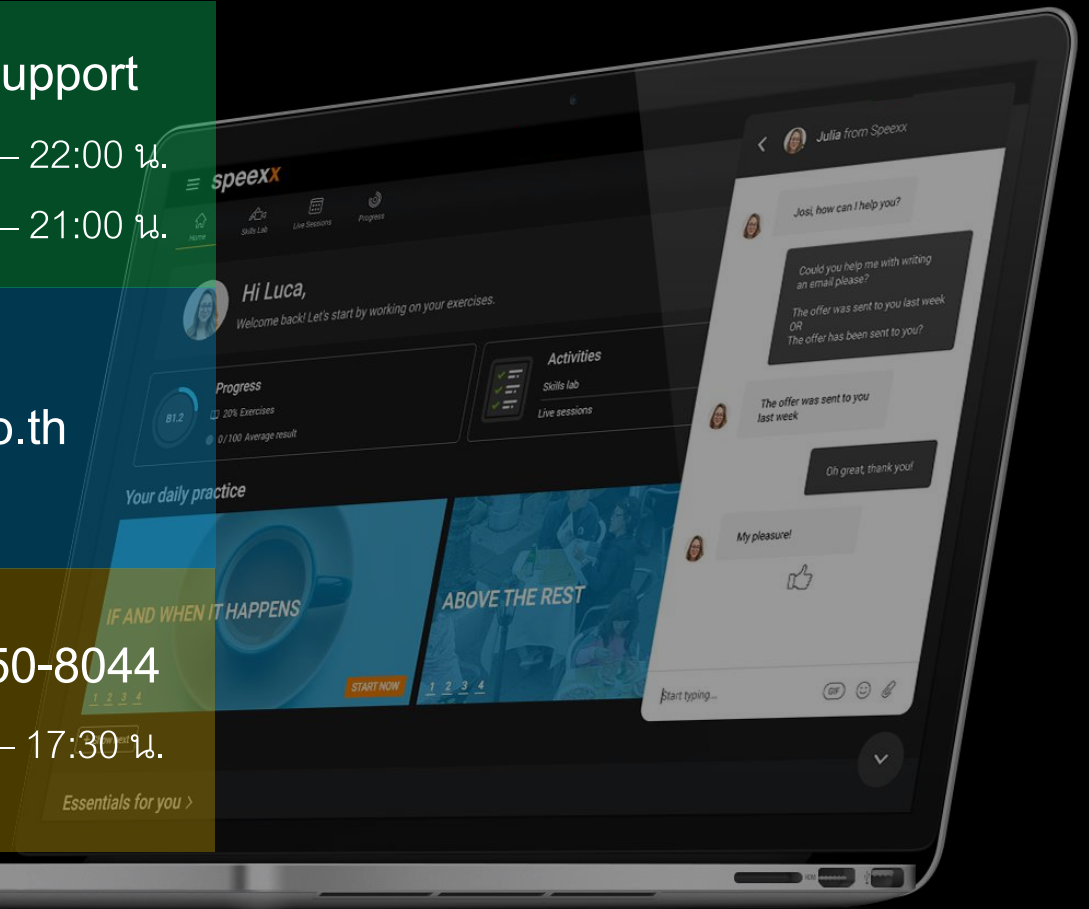 upport
– 22:00 น.
– 21:00 น.
o.th
50-8044
– 17:30 น.
speexx
Home
Skills Lab
Live Sessions
Progress
Hi Luca,
Welcome back! Let's start by working on your exercises.
B1.2
Progress
20% Exercises
0/100 Average result
Activities
Skills lab
Live sessions
Your daily practice
IF AND WHEN IT HAPPENS
1 2 3 4
START NOW
ABOVE THE REST
1 2 3 4
Essentials for you >
Julia from Speexx
Josi, how can I help you?
Could you help me with writing
an email please?
The offer was sent to you last week
OR
The offer has been sent to you?
The offer was sent to you
last week
Oh great, thank you!
My pleasure!
Start typing...
GIF
HDMI